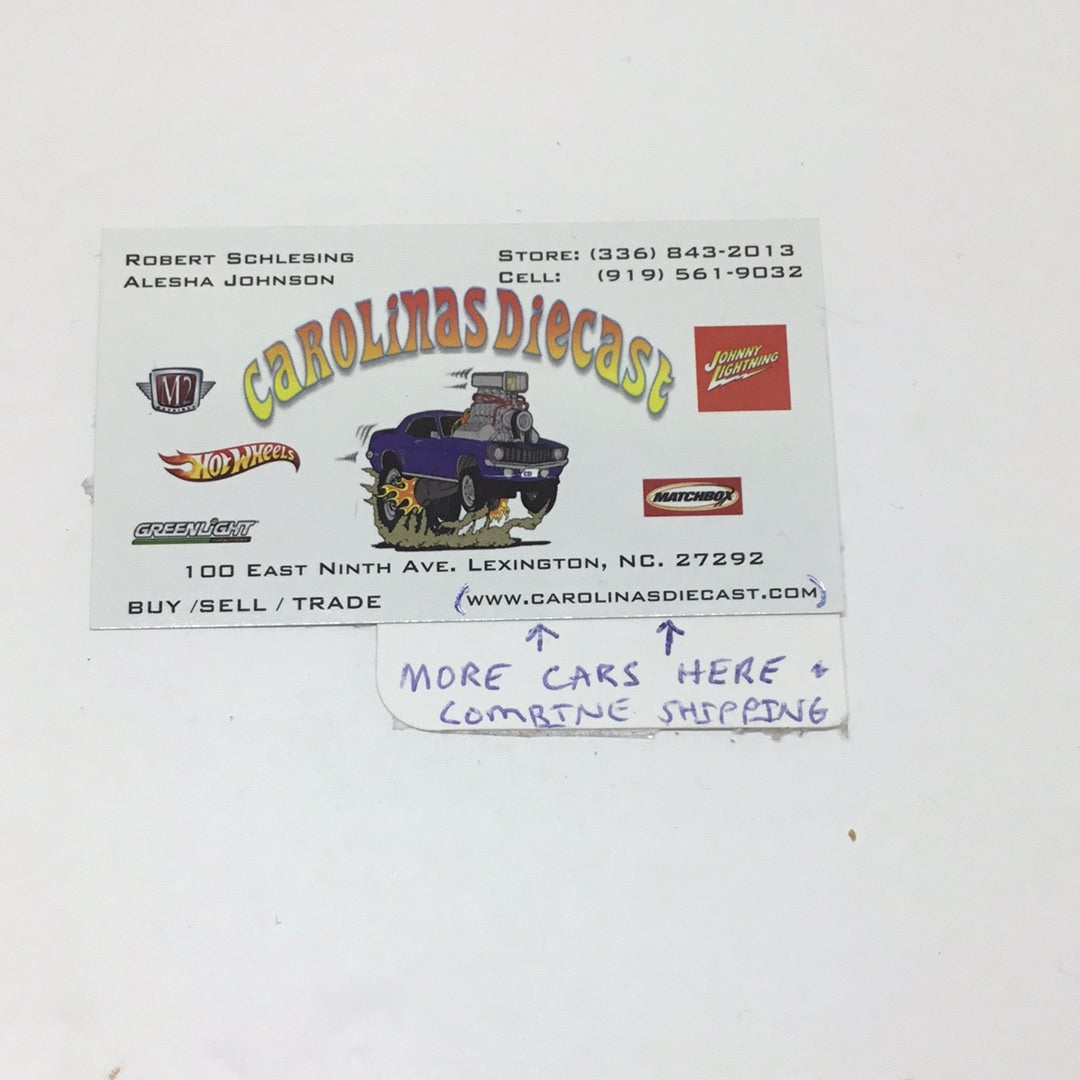 ROBERT SCHLESING
ALESHA JOHNSON
STORE: (336) 843-2013
CELL: (919) 561-9032
CAROLINAS DIECAST
M2
JOHNNY
LIGHTNING
HOT WHEELS
MATCHBOX
GREENLIGHT
100 EAST NINTH AVE. LEXINGTON, NC. 27292
BUY /SELL / TRADE
(WWW.CAROLINASDIECAST.COM)
MORE CARS HERE +
COMBINE SHIPPING